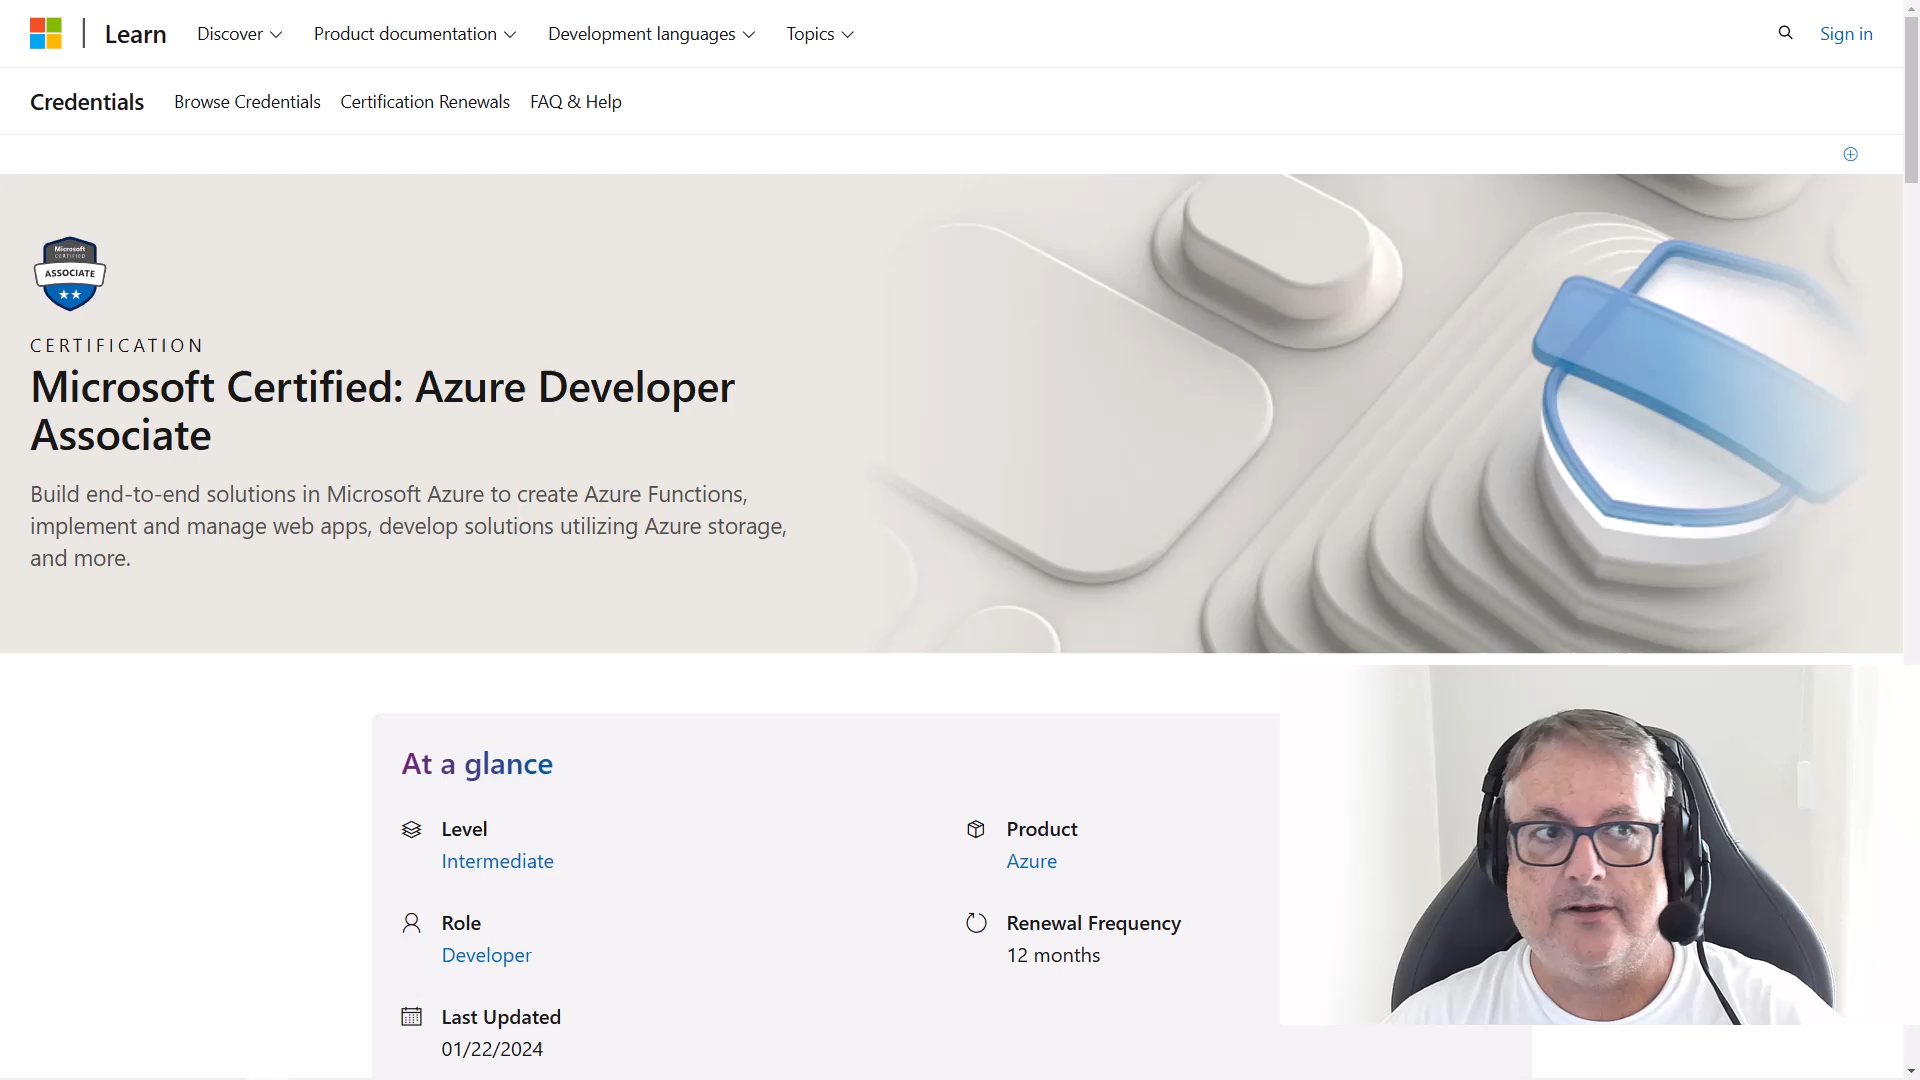 Learn
Discover
Product documentation
Development languages
Topics
Sign in
Credentials
Browse Credentials
Certification Renewals
FAQ & Help
Microsoft
CERTIFIED
ASSOCIATE
CERTIFICATION
Microsoft Certified: Azure Developer
Associate
Build end-to-end solutions in Microsoft Azure to create Azure Functions,
implement and manage web apps, develop solutions utilizing Azure storage,
and more.
At a glance
Level
Intermediate
Product
Azure
Role
Developer
Renewal Frequency
12 months
Last Updated
01/22/2024